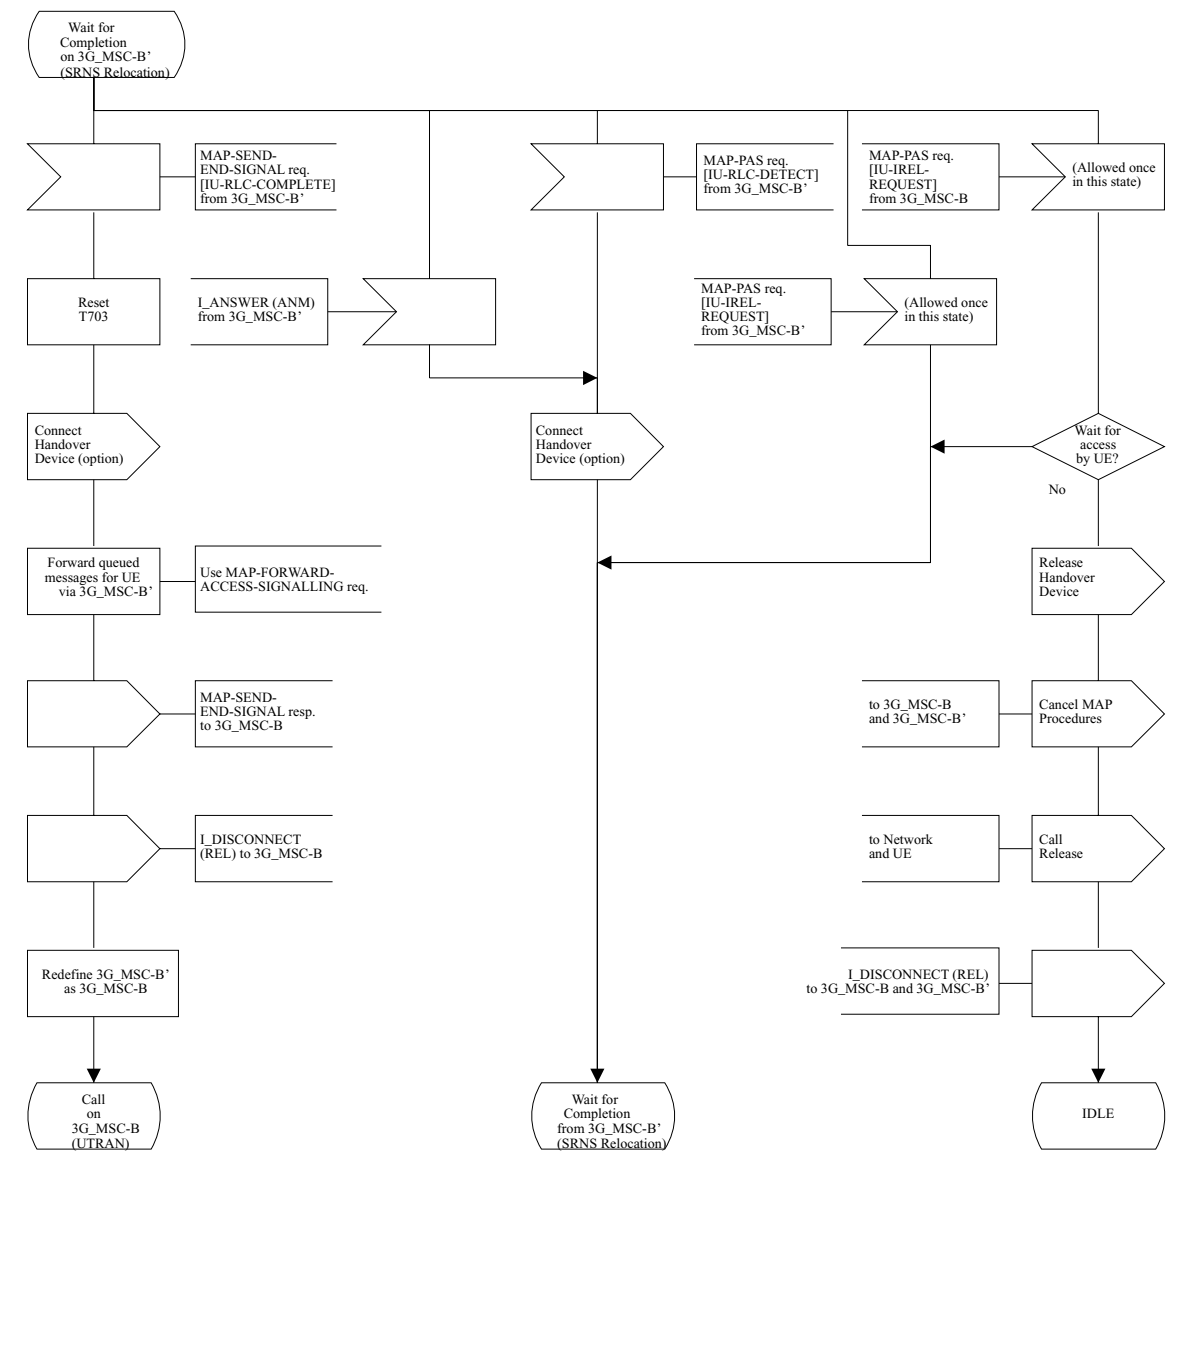 Wait for
Completion
on 3G_MSC-B’
(SRNS Relocation)
MAP-SEND-
END-SIGNAL req.
[IU-RLC-COMPLETE]
from 3G_MSC-B’
MAP-PAS req.
[IU-RLC-DETECT]
from 3G_MSC-B’
MAP-PAS req.
[IU-IREL-
REQUEST]
from 3G_MSC-B
(Allowed once
in this state)
Reset
T703
I_ANSWER (ANM)
from 3G_MSC-B’
MAP-PAS req.
[IU-IREL-
REQUEST]
from 3G_MSC-B’
(Allowed once
in this state)
Connect
Handover
Device (option)
Connect
Handover
Device (option)
Wait for
access
by UE?
No
Forward queued
messages for UE
via 3G_MSC-B’
Use MAP-FORWARD-
ACCESS-SIGNALLING req.
Release
Handover
Device
MAP-SEND-
END-SIGNAL resp.
to 3G_MSC-B
to 3G_MSC-B
and 3G_MSC-B’
Cancel MAP
Procedures
I_DISCONNECT
(REL) to 3G_MSC-B
to Network
and UE
Call
Release
Redefine 3G_MSC-B’
as 3G_MSC-B
I_DISCONNECT (REL)
to 3G_MSC-B and 3G_MSC-B’
Call
on
3G_MSC-B
(UTRAN)
Wait for
Completion
from 3G_MSC-B’
(SRNS Relocation)
IDLE